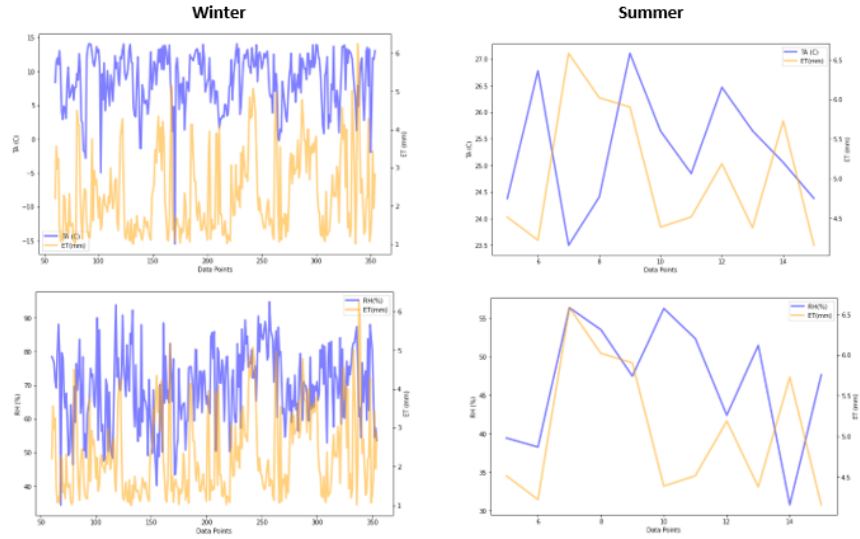 Winter Summer
TA (C)
ET(mm)
15
10
5
0
-5
-10
-15
TA (C)
6
5
4
3
2
1
ET (mm)
50 100 150 200 250 300 350
Data Points
TA (C)
ET(mm)
27.0
26.5
26.0
25.5
25.0
24.5
24.0
23.5
TA (C)
6.5
6.0
5.5
5.0
4.5
ET (mm)
6 8 10 12 14
Data Points
RH(%)
ET(mm)
90
80
70
60
50
40
RH (%)
6
5
4
3
2
1
ET (mm)
50 100 150 200 250 300 350
Data Points
RH(%)
ET(mm)
55
50
45
40
35
30
RH (%)
6.5
6.0
5.5
5.0
4.5
ET (mm)
6 8 10 12 14
Data Points